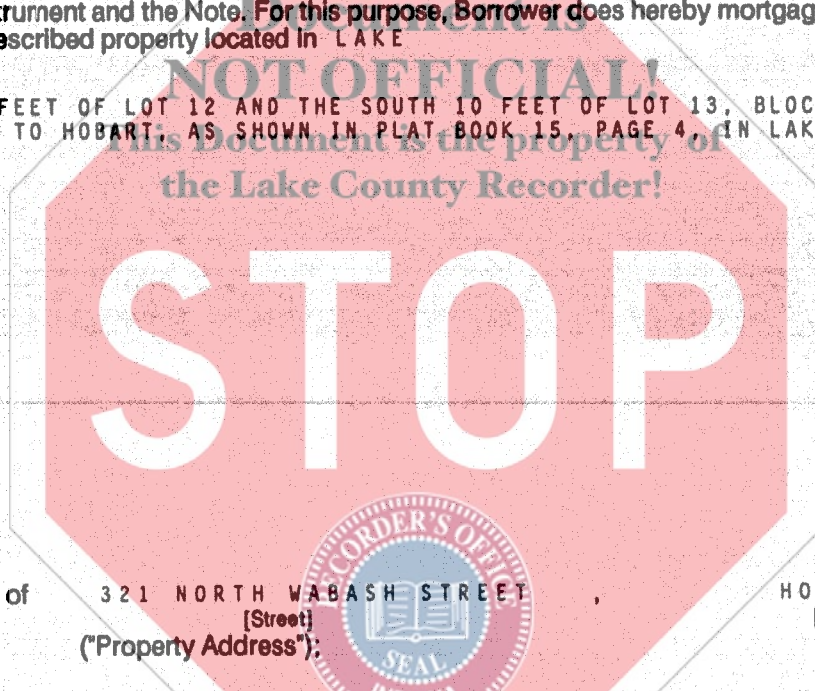 trument and the Note. For this purpose, Borrower does hereby mortgag
Document is
escribed property located in LAKE
NOT OFFICIAL!
FEET OF LOT 12 AND THE SOUTH 10 FEET OF LOT 13, BLOC
TO HOBART, AS SHOWN IN PLAT BOOK 15, PAGE 4, IN LAK
This Document is the property of
the Lake County Recorder!
STOP
RECORDER'S OFFICE
of 321 NORTH WABASH STREET , HO
[Street]
("Property Address");
SEAL